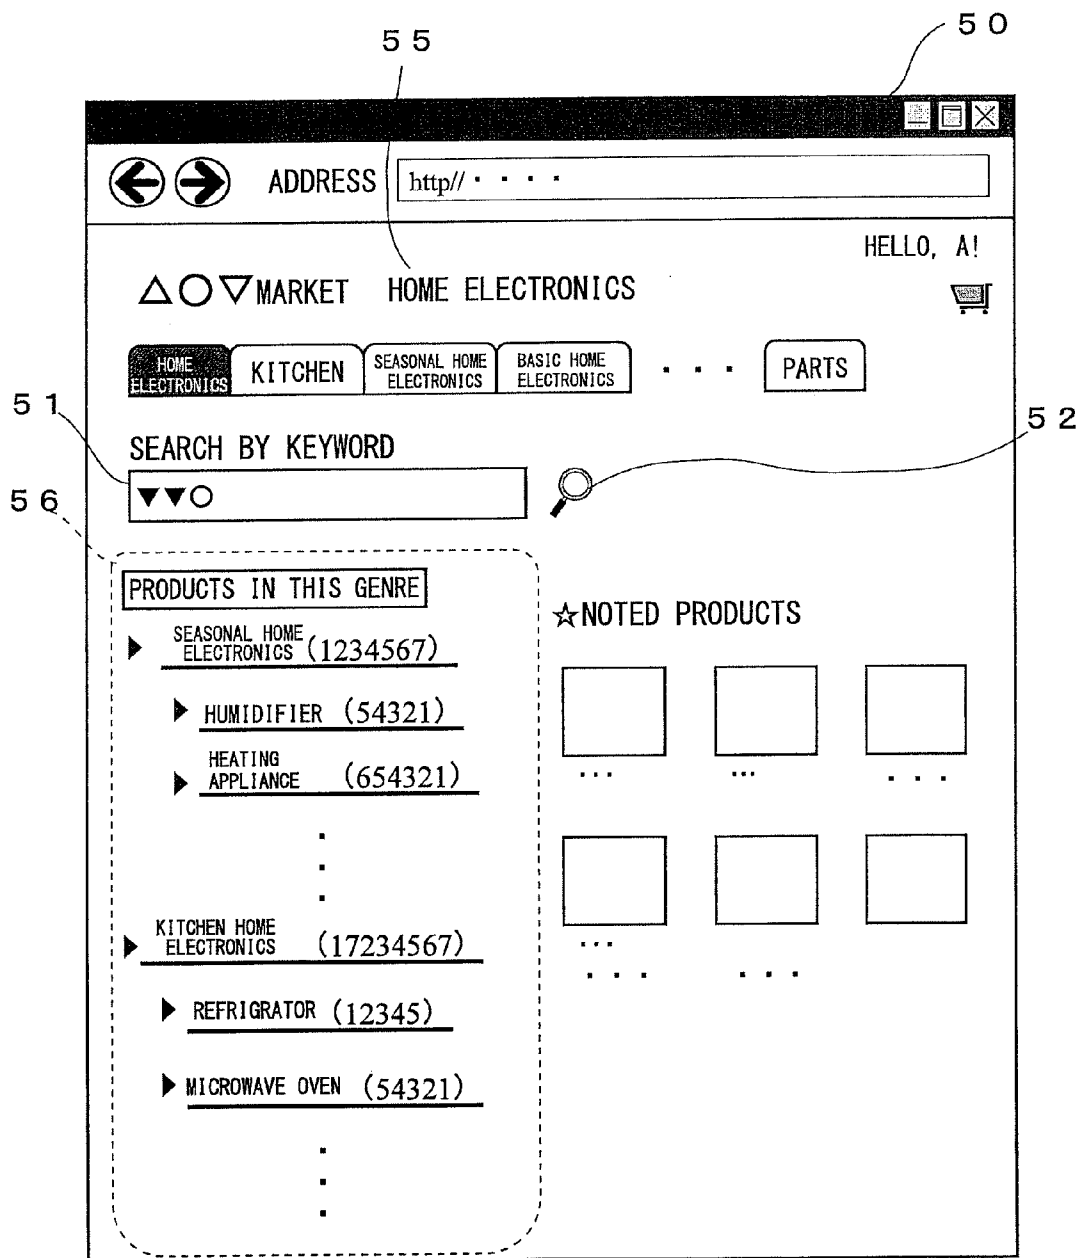 ５０
５５
ADDRESS http// ・・・・
HELLO, A!
△○▽MARKET HOME ELECTRONICS
HOME
ELECTRONICS
KITCHEN
SEASONAL HOME
ELECTRONICS
BASIC HOME
ELECTRONICS
・・・
PARTS
５１
５２
SEARCH BY KEYWORD
▼▼○
５６
PRODUCTS IN THIS GENRE
☆NOTED PRODUCTS
SEASONAL HOME
ELECTRONICS (1234567)
HUMIDIFIER (54321)
HEATING
APPLIANCE (654321)
KITCHEN HOME
ELECTRONICS (17234567)
REFRIGRATOR (12345)
MICROWAVE OVEN (54321)